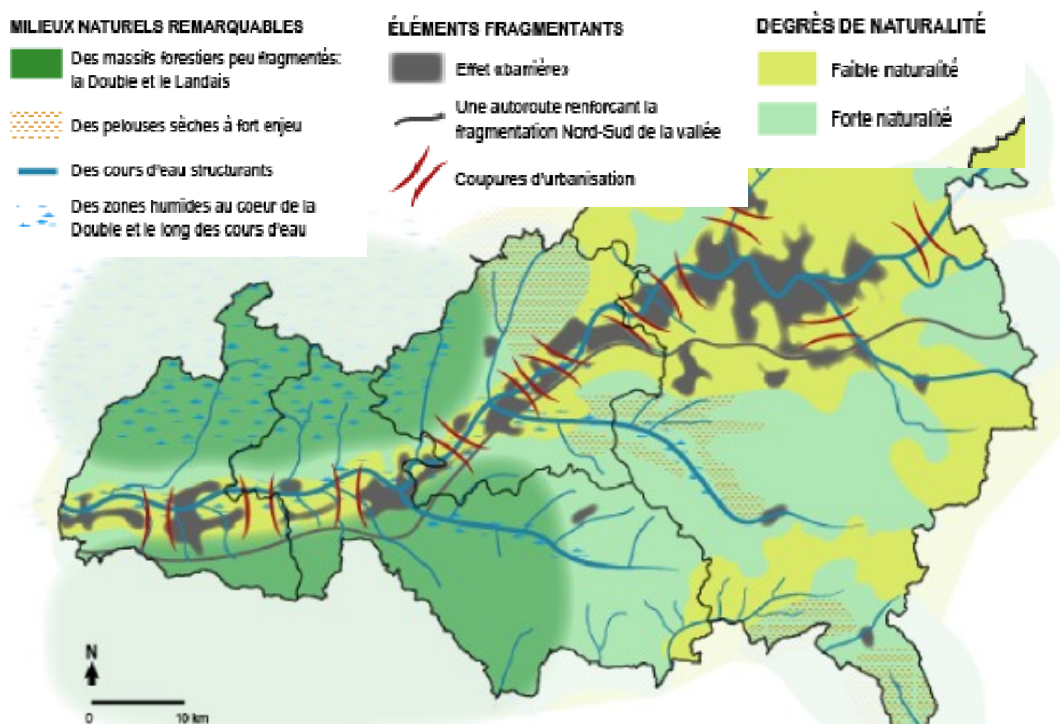 MILIEUX NATURELS REMARQUABLES
Des massifs forestiers peu fragmentés:
la Double et le Landais
Des pelouses sèches à fort enjeu
Des cours d'eau structurants
Des zones humides au coeur de la
Double et le long des cours d'eau
ÉLÉMENTS FRAGMENTANTS
Effet «barrière»
Une autoroute renforcant la
fragmentation Nord-Sud de la vallée
Coupures d'urbanisation
DEGRÈS DE NATURALITÉ
Faible naturalité
Forte naturalité
N
0 10 km